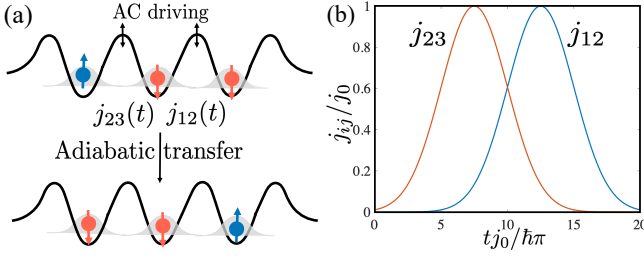 (a)
AC driving
j₂₃(t) j₁₂(t)
Adiabatic transfer
(b)
j₂₃
j₁₂
j_ij/j₀
1
0.8
0.6
0.4
0.2
0
0 5 10 15 20
tj₀/ħπ